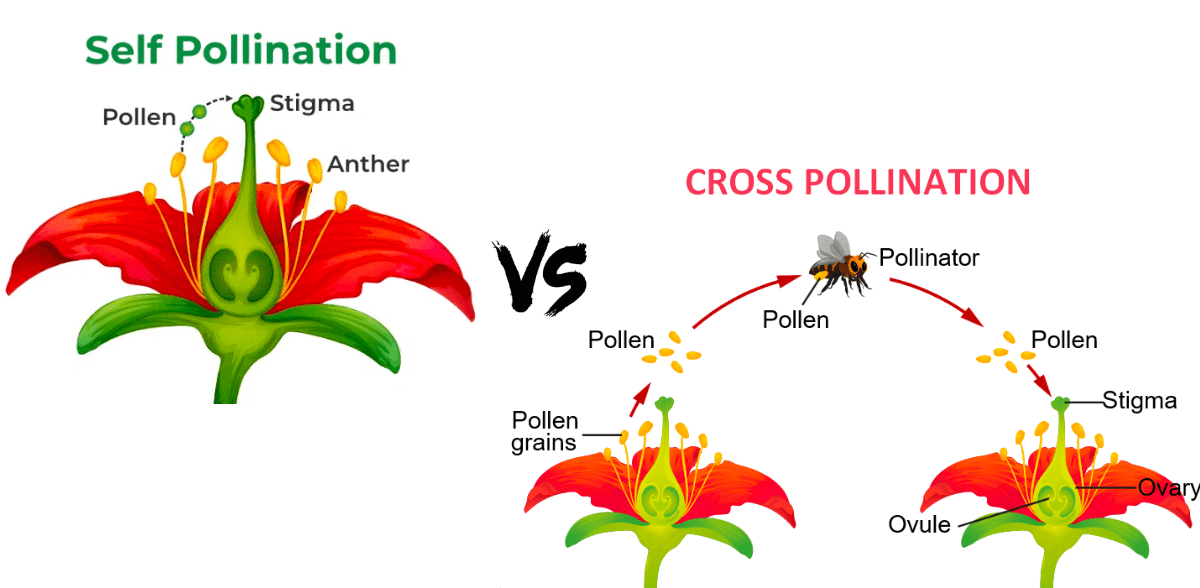 Self Pollination
Pollen
Stigma
Anther
VS
CROSS POLLINATION
Pollinator
Pollen
Pollen
Pollen
Pollen
grains
Stigma
Ovary
Ovule